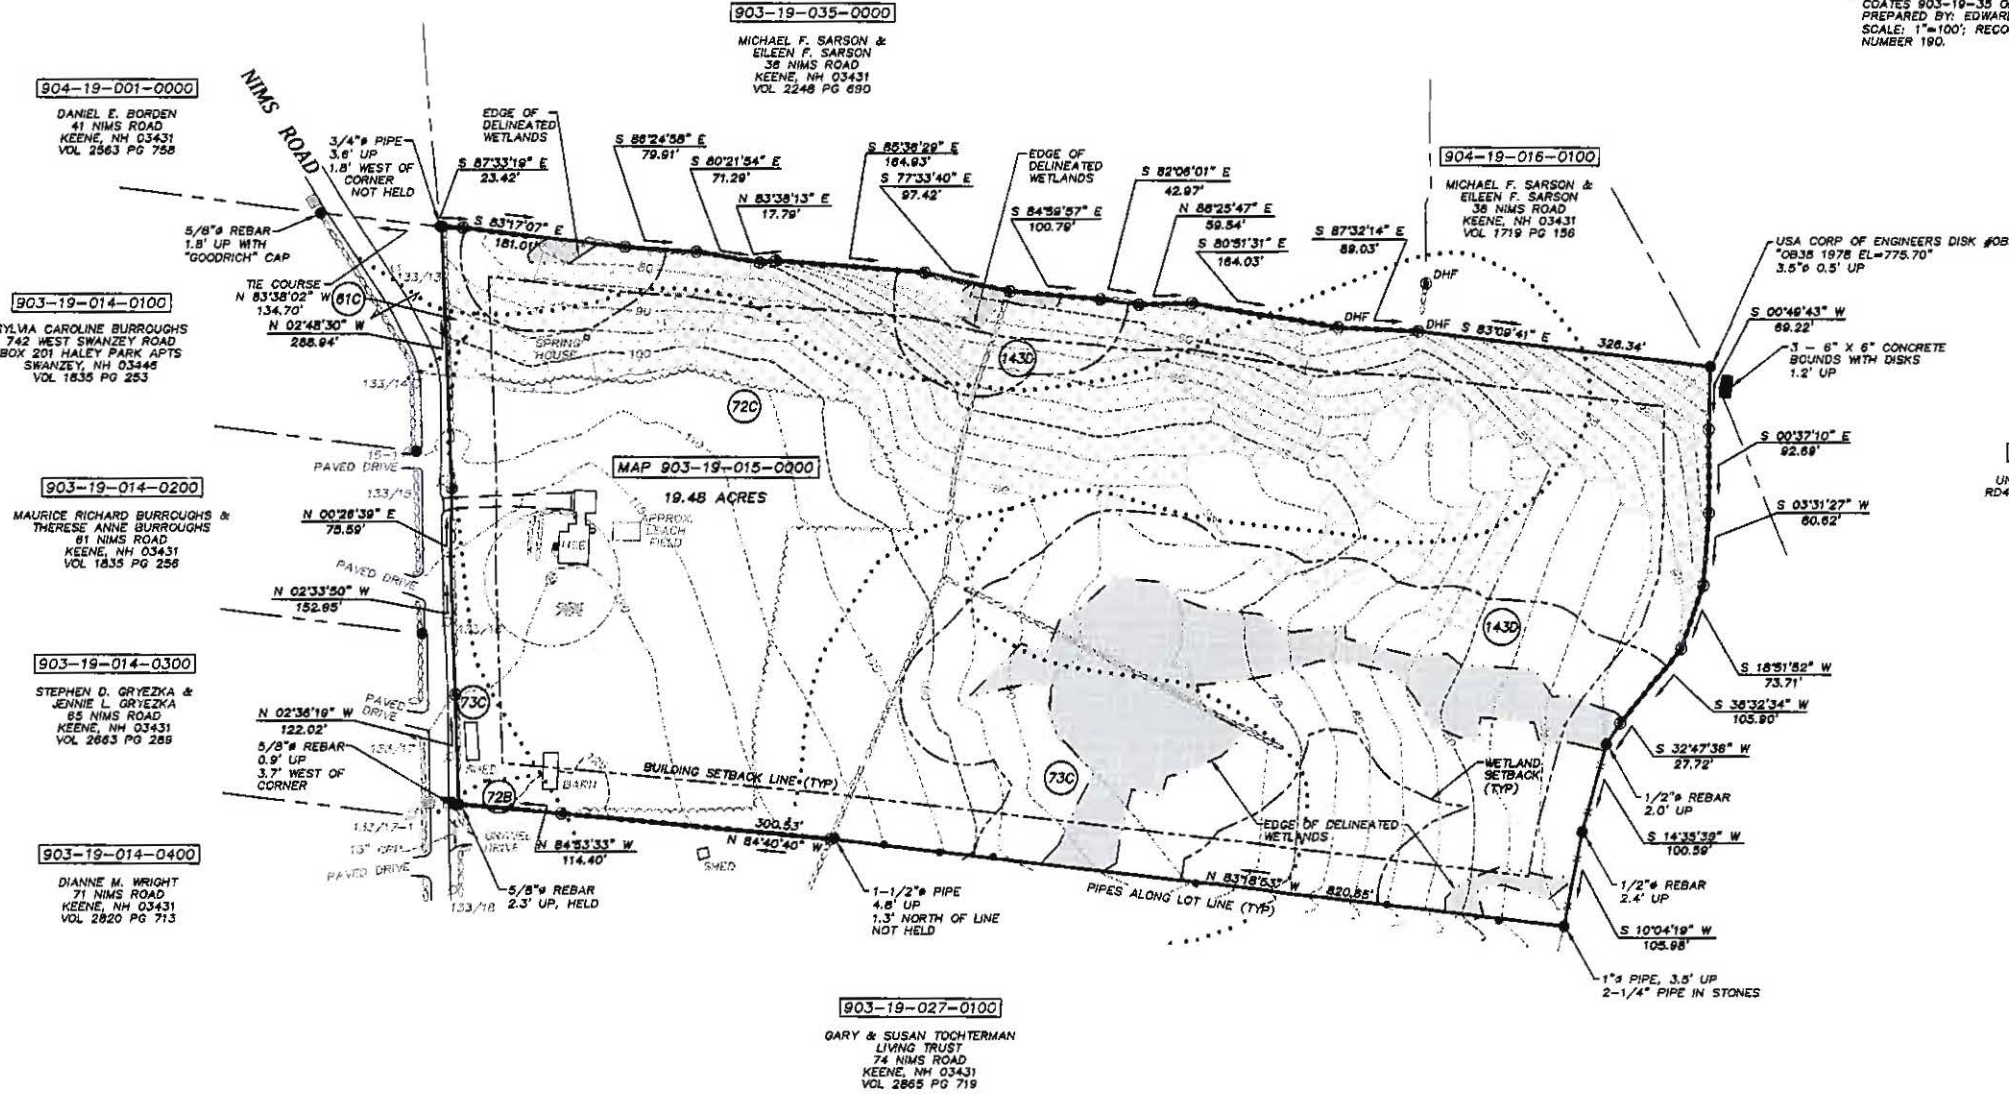 903-19-035-0000
MICHAEL F. SARSON &
EILEEN F. SARSON
38 NIMS ROAD
KEENE, NH 03431
VOL 2248 PG 690
COATES 903-19-35
PREPARED BY:
SCALE: 1"=100';
NUMBER 190.
904-19-001-0000
DANIEL E. BORDEN
41 NIMS ROAD
KEENE, NH 03431
VOL 2563 PG 758
NIMS ROAD
3/4"ø PIPE
3.6' UP
1.8' WEST OF
CORNER
NOT HELD
EDGE OF
DELINEATED
WETLANDS
S 87°33'19" E
23.42'
S 83°17'07" E
181.01'
S 86°24'58" E
79.91'
S 80°21'54" E
71.29'
N 83°38'13" E
17.79'
S 85°36'29" E
164.93'
S 77°33'40" E
97.42'
EDGE OF
DELINEATED
WETLANDS
S 84°59'57" E
100.79'
S 82°06'01" E
42.97'
N 88°25'47" E
59.54'
S 80°51'31" E
164.03'
S 87°32'14" E
89.03'
DHF
DHF
DHF
S 83°09'41" E
326.34'
904-19-016-0100
MICHAEL F. SARSON &
EILEEN F. SARSON
38 NIMS ROAD
KEENE, NH 03431
VOL 1719 PG 156
USA CORP OF ENGINEERS DISK
"OB38 1978 EL=775.70"
3.5"ø 0.5' UP
S 00°49'43" W
69.22'
3 - 6" X 6" CONCRETE
BOUNDS WITH DISKS
1.2' UP
S 00°37'10" E
92.69'
S 03°31'27" W
60.62'
S 18°51'52" W
73.71'
S 38°32'34" W
105.90'
S 32°47'38" W
27.72'
1/2"ø REBAR
2.0' UP
S 14°35'39" W
100.59'
1/2"ø REBAR
2.4' UP
S 10°04'19" W
105.98'
1"ø PIPE, 3.5' UP
2-1/4" PIPE IN STONES
5/8"ø REBAR
1.8' UP WITH
"GOODRICH" CAP
TIE COURSE
N 83°38'02" W
134.70'
N 02°48'30" W
288.94'
61C
133/13
903-19-014-0100
SYLVIA CAROLINE BURROUGHS
742 WEST SWANZEY ROAD
BOX 201 HALEY PARK APTS
SWANZEY, NH 03446
VOL 1835 PG 253
133/14
SPRING
HOUSE
80
90
100
72C
143D
MAP 903-19-015-0000
19.48 ACRES
15-1
PAVED DRIVE
133/15
903-19-014-0200
MAURICE RICHARD BURROUGHS &
THERESE ANNE BURROUGHS
61 NIMS ROAD
KEENE, NH 03431
VOL 1835 PG 256
N 00°26'39" E
75.59'
APPROX
LEACH
FIELD
PAVED DRIVE
N 02°33'50" W
152.95'
903-19-014-0300
STEPHEN D. GRYEZKA &
JENNIE L. GRYEZKA
65 NIMS ROAD
KEENE, NH 03431
VOL 2663 PG 289
PAVED
DRIVE
73C
143D
N 02°36'19" W
122.02'
5/8"ø REBAR
0.9' UP
3.7' WEST OF
CORNER
133/17
SHED
72B
BARN
BUILDING SETBACK LINE (TYP)
73C
WETLAND
SETBACK
(TYP)
EDGE OF DELINEATED
WETLANDS
903-19-014-0400
DIANNE M. WRIGHT
71 NIMS ROAD
KEENE, NH 03431
VOL 2820 PG 713
133/17-1
PAVED DRIVE
GRAVEL
DRIVE
133/18
5/8"ø REBAR
2.3' UP, HELD
N 84°53'33" W
114.40'
300.53'
N 84°40'40" W
SHED
1-1/2"ø PIPE
4.8' UP
1.3' NORTH OF LINE
NOT HELD
N 83°18'53" W
820.85'
PIPES ALONG LOT LINE (TYP)
903-19-027-0100
GARY & SUSAN TOCHTERMAN
LIVING TRUST
74 NIMS ROAD
KEENE, NH 03431
VOL 2865 PG 719